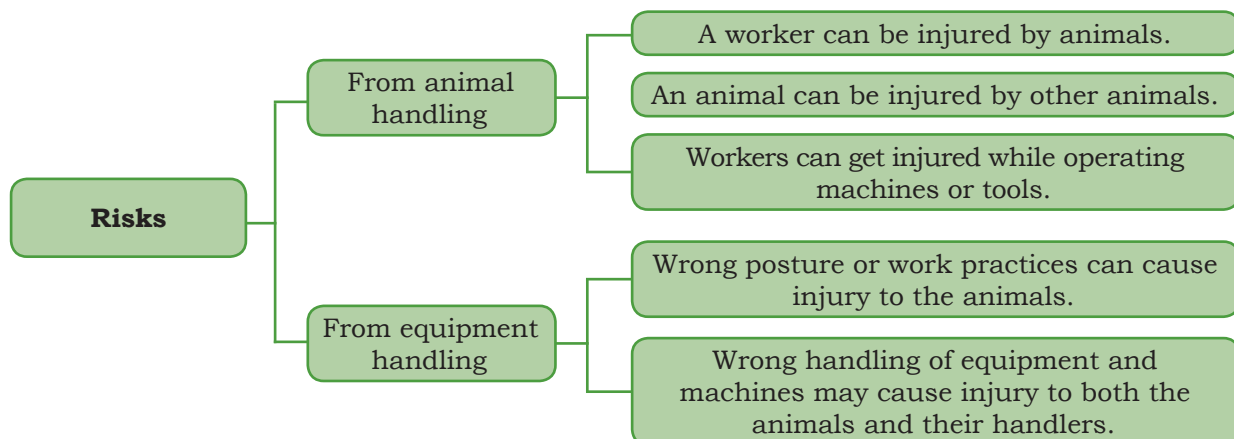 Risks
From animal
handling
A worker can be injured by animals.
An animal can be injured by other animals.
Workers can get injured while operating
machines or tools.
From equipment
handling
Wrong posture or work practices can cause
injury to the animals.
Wrong handling of equipment and
machines may cause injury to both the
animals and their handlers.